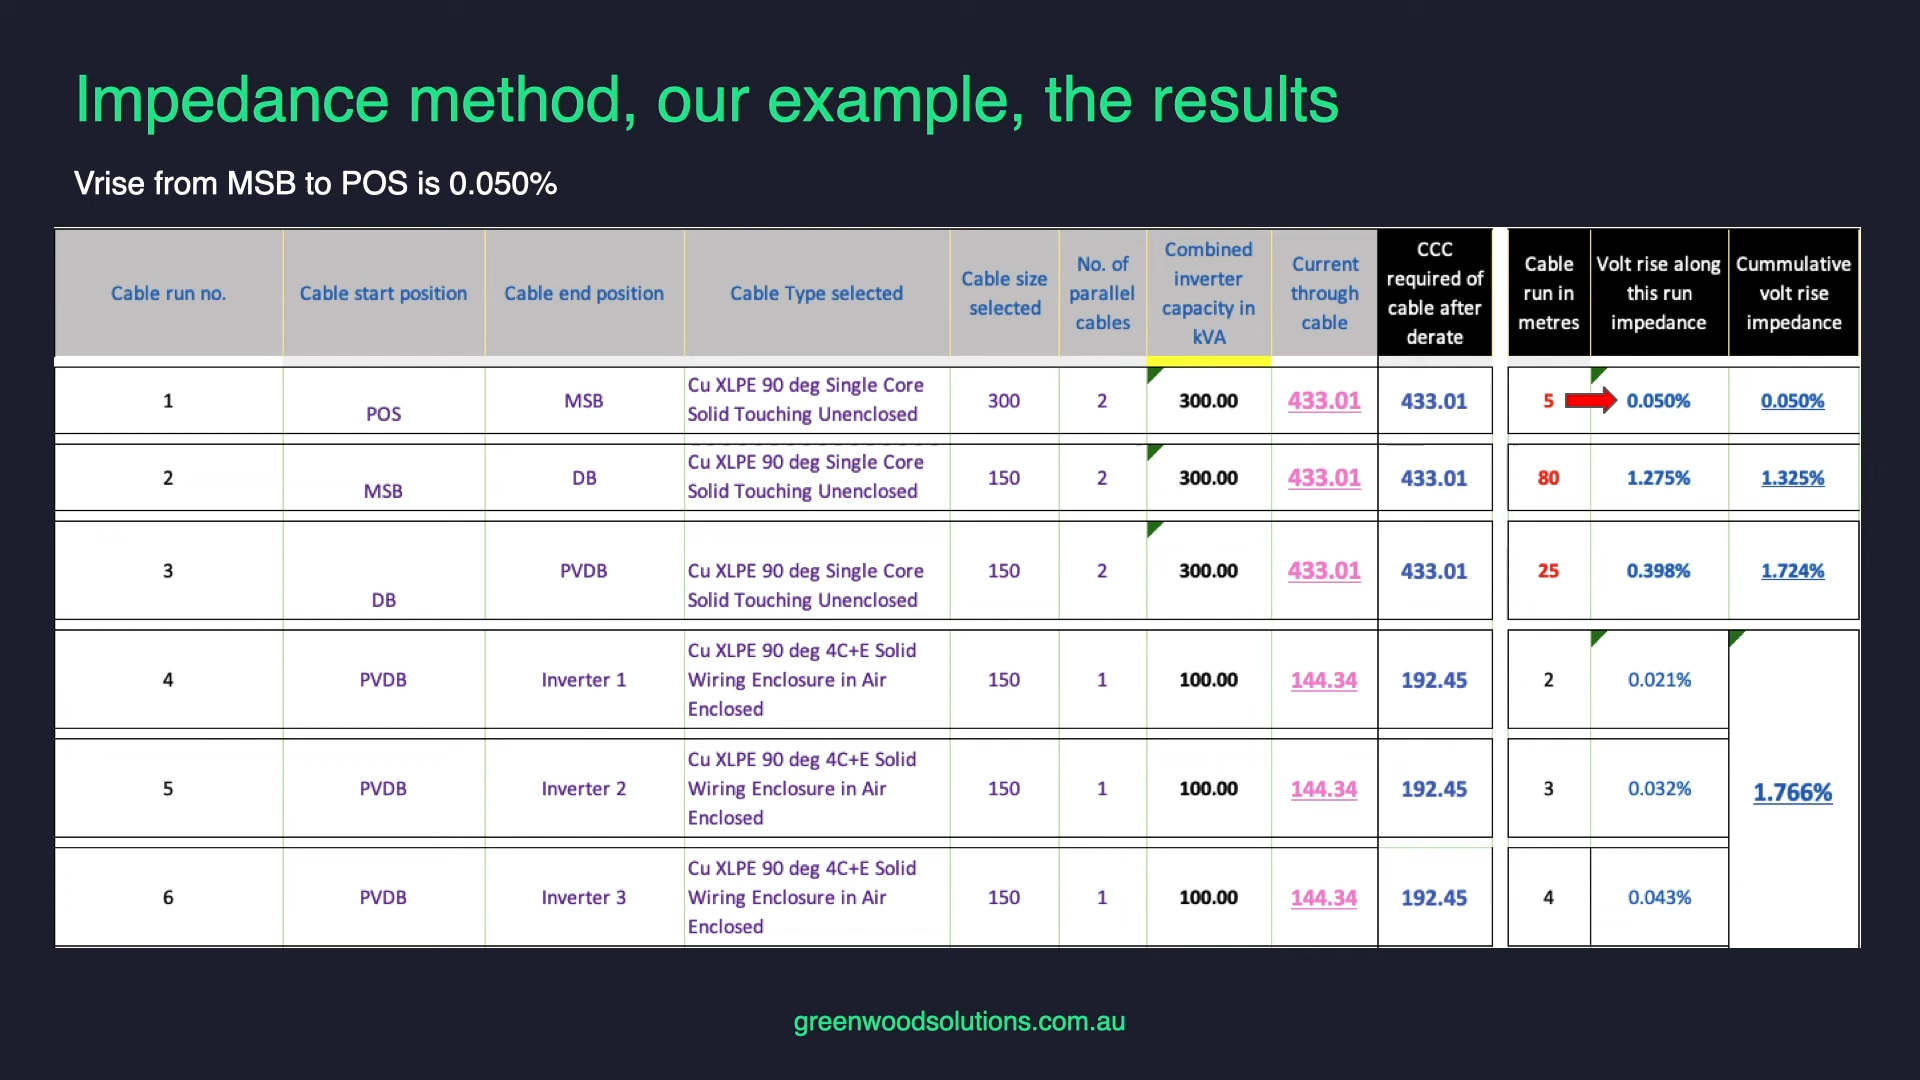 Impedance method, our example, the results
Vrise from MSB to POS is 0.050%
Cable run no.
Cable start position
Cable end position
Cable Type selected
Cable size
selected
No. of
parallel
cables
Combined
inverter
capacity in
kVA
Current
through
cable
CCC
required of
cable after
derate
Cable
run in
metres
Volt rise along
this run
impedance
Cummulative
volt rise
impedance
1
POS
MSB
Cu XLPE 90 deg Single Core
Solid Touching Unenclosed
300
2
300.00
433.01
433.01
5
0.050%
0.050%
2
MSB
DB
Cu XLPE 90 deg Single Core
Solid Touching Unenclosed
150
2
300.00
433.01
433.01
80
1.275%
1.325%
3
DB
PVDB
Cu XLPE 90 deg Single Core
Solid Touching Unenclosed
150
2
300.00
433.01
433.01
25
0.398%
1.724%
4
PVDB
Inverter 1
Cu XLPE 90 deg 4C+E Solid
Wiring Enclosure in Air
Enclosed
150
1
100.00
144.34
192.45
2
0.021%
5
PVDB
Inverter 2
Cu XLPE 90 deg 4C+E Solid
Wiring Enclosure in Air
Enclosed
150
1
100.00
144.34
192.45
3
0.032%
1.766%
6
PVDB
Inverter 3
Cu XLPE 90 deg 4C+E Solid
Wiring Enclosure in Air
Enclosed
150
1
100.00
144.34
192.45
4
0.043%
greenwoodsolutions.com.au